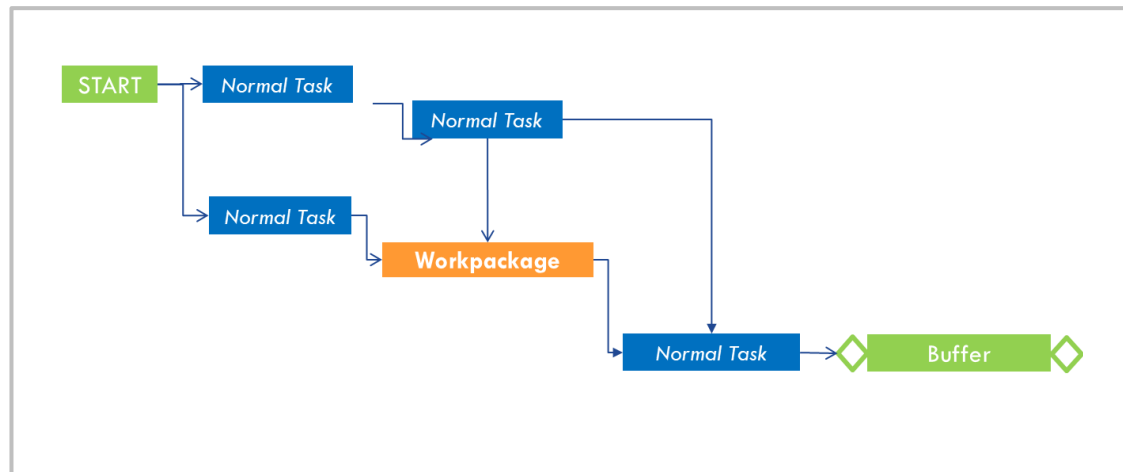 START
Normal Task
Normal Task
Normal Task
Workpackage
Normal Task
Buffer